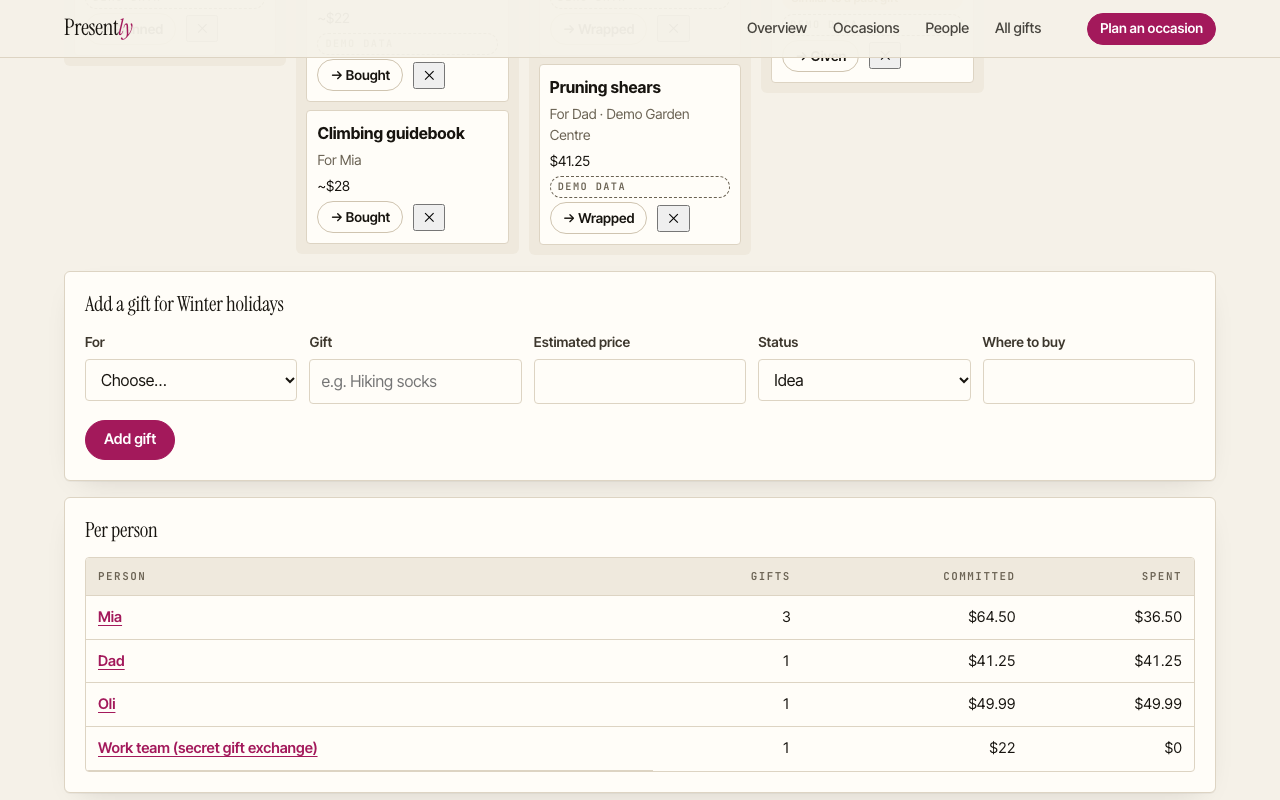 Presently
Overview
Occasions
People
All gifts
Plan an occasion
~$22
DEMO DATA
→ Wrapped
→ Given
→ Bought
Climbing guidebook
For Mia
~$28
→ Bought
Pruning shears
For Dad · Demo Garden
Centre
$41.25
DEMO DATA
→ Wrapped
Add a gift for Winter holidays
For
Gift
Estimated price
Status
Where to buy
Choose...
e.g. Hiking socks
Idea
Add gift
Per person
PERSON GIFTS COMMITTED SPENT
Mia 3 $64.50 $36.50
Dad 1 $41.25 $41.25
Oli 1 $49.99 $49.99
Work team (secret gift exchange) 1 $22 $0